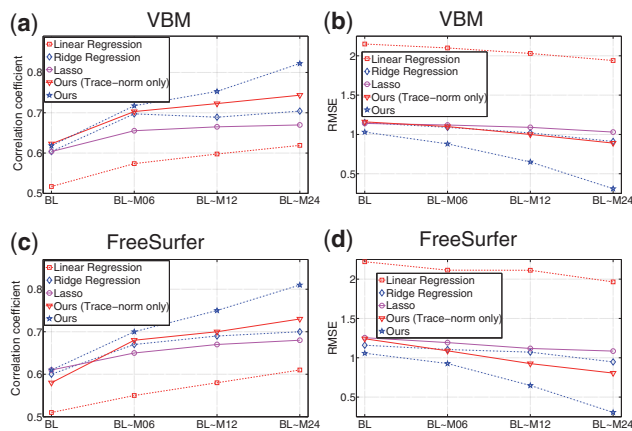 (a) VBM
Linear Regression
Ridge Regression
Lasso
Ours (Trace-norm only)
Ours
Correlation coefficient
0.8
0.7
0.6
0.5
BL BL~M06 BL~M12 BL~M24
(b) VBM
Linear Regression
Ridge Regression
Lasso
Ours (Trace-norm only)
Ours
RMSE
2
1.5
1
0.5
BL BL~M06 BL~M12 BL~M24
(c) FreeSurfer
Linear Regression
Ridge Regression
Lasso
Ours (Trace-norm only)
Ours
Correlation coefficient
0.8
0.7
0.6
0.5
BL BL~M06 BL~M12 BL~M24
(d) FreeSurfer
Linear Regression
Ridge Regression
Lasso
Ours (Trace-norm only)
Ours
RMSE
2
1.5
1
0.5
BL BL~M06 BL~M12 BL~M24